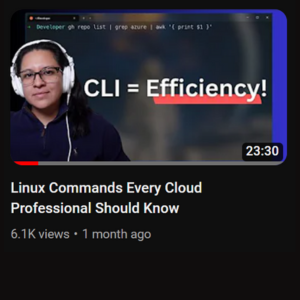 Developer gh repo list | grep azure | awk '{ print $1 }'
CLI = Efficiency!
23:30
Linux Commands Every Cloud
Professional Should Know
6.1K views • 1 month ago